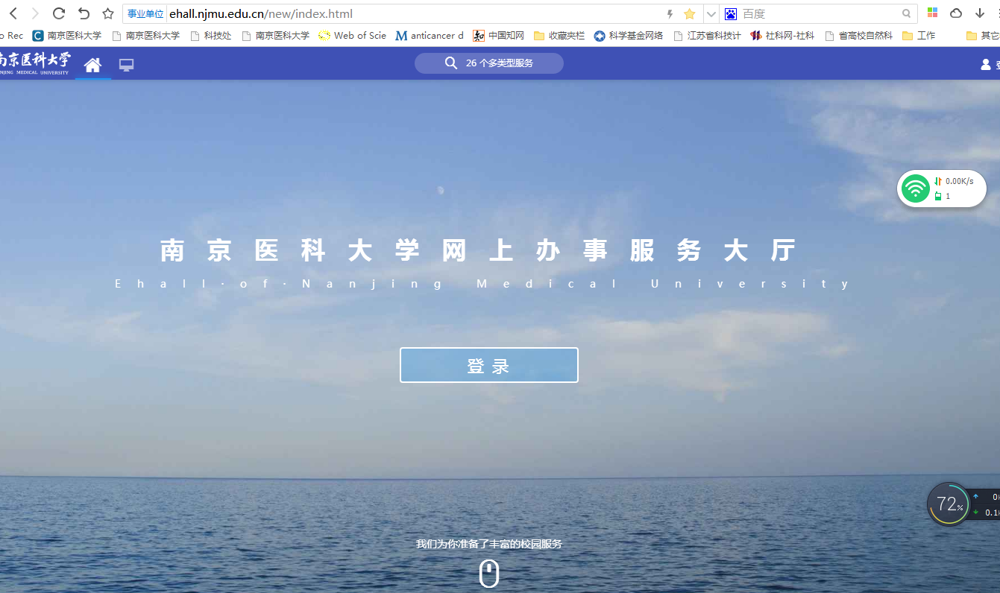 事业单位 ehall.njmu.edu.cn/new/index.html 百度
o Rec 南京医科大学 南京医科大学 科技处 南京医科大学 Web of Scie anticancer d 中国知网 收藏夹栏 科学基金网络 江苏省科技计 社科网-社科 省高校自然科 工作 其它
南京医科大学 26 个多类型服务
NJING MEDICAL UNIVERSITY
0.00K/s
1
南京医科大学网上办事服务大厅
Ehall·of·Nanjing Medical University
登录
72%
0.1
我们为你准备了丰富的校园服务